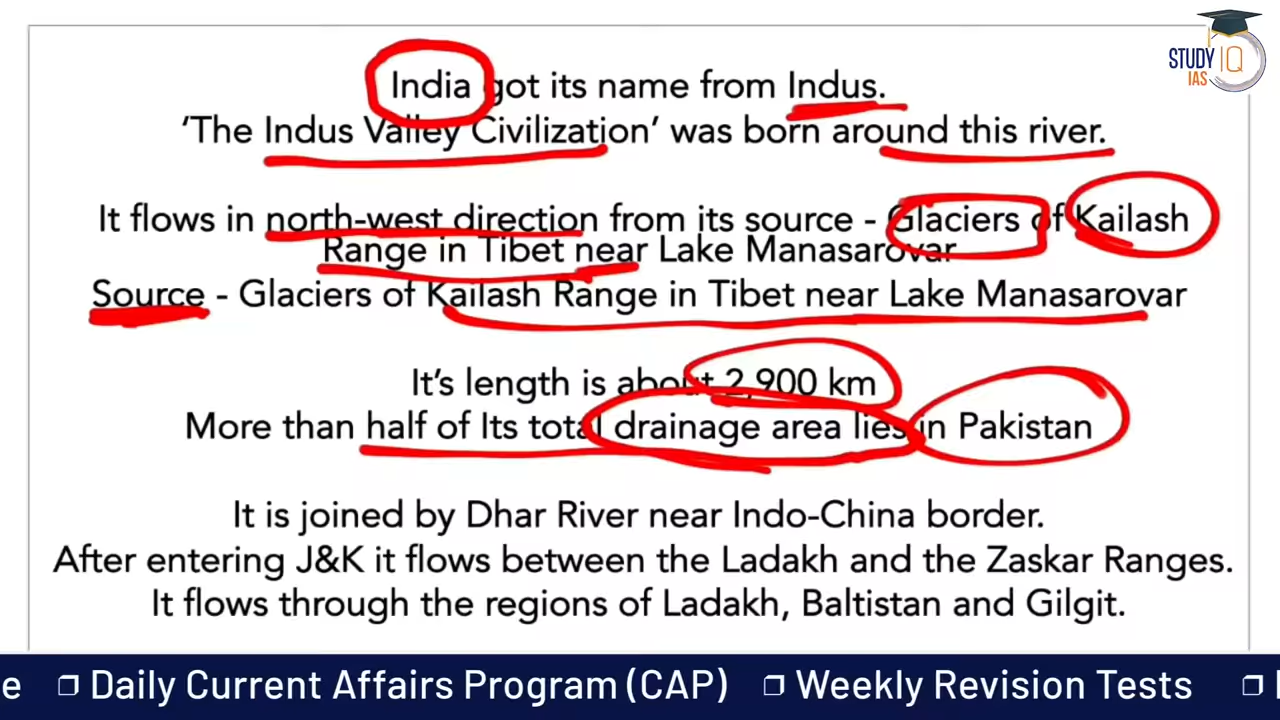 STUDY IQ
IAS
India got its name from Indus.
‘The Indus Valley Civilization’ was born around this river.
It flows in north-west direction from its source - Glaciers of Kailash
Range in Tibet near Lake Manasarovar
Source - Glaciers of Kailash Range in Tibet near Lake Manasarovar
It’s length is about 2,900 km
More than half of Its total drainage area lies in Pakistan
It is joined by Dhar River near Indo-China border.
After entering J&K it flows between the Ladakh and the Zaskar Ranges.
It flows through the regions of Ladakh, Baltistan and Gilgit.
e ❐ Daily Current Affairs Program (CAP) ❐ Weekly Revision Tests ❐